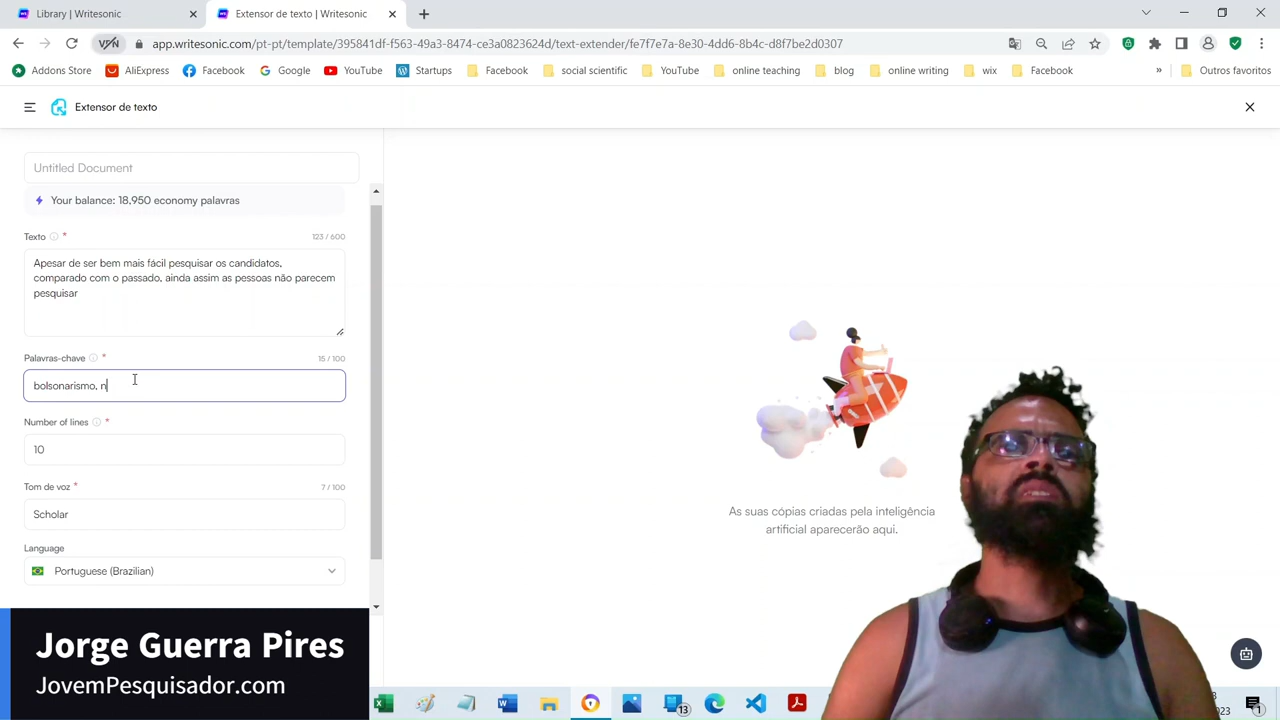 Library | Writesonic
Extensor de texto | Writesonic
VPN
app.writesonic.com/pt-pt/template/395841df-f563-4fa3-8474-ce3a0823624d/text-extender/fe7f7e7a-8e30-4dd6-8b4c-d8f7be2d0307
Addons Store
AliExpress
Facebook
Google
YouTube
Startups
Facebook
social scientific
YouTube
online teaching
blog
online writing
wix
Facebook
»
Outros favoritos
Extensor de texto
Untitled Document
Your balance: 18,950 economy palavras
Texto *
123 / 600
Apesar de ser bem mais fácil pesquisar os candidatos,
comparado com o passado, ainda assim as pessoas não parecem
pesquisar
Palavras-chave *
15 / 100
bolsonarismo, n
Number of lines *
10
Tom de voz *
7 / 100
Scholar
Language
Portuguese (Brazilian)
As suas cópias criadas pela inteligência
artificial aparecerão aqui.
Jorge Guerra Pires
JovemPesquisador.com
13
1